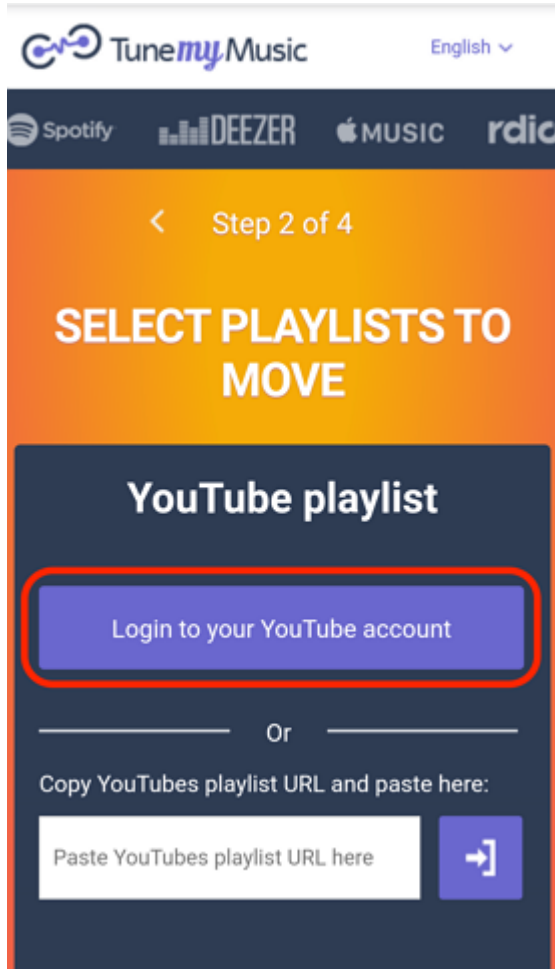 TunemyMusic
English
Spotify DEEZER MUSIC rdio
Step 2 of 4
SELECT PLAYLISTS TO
MOVE
YouTube playlist
Login to your YouTube account
Or
Copy YouTubes playlist URL and paste here:
Paste YouTubes playlist URL here